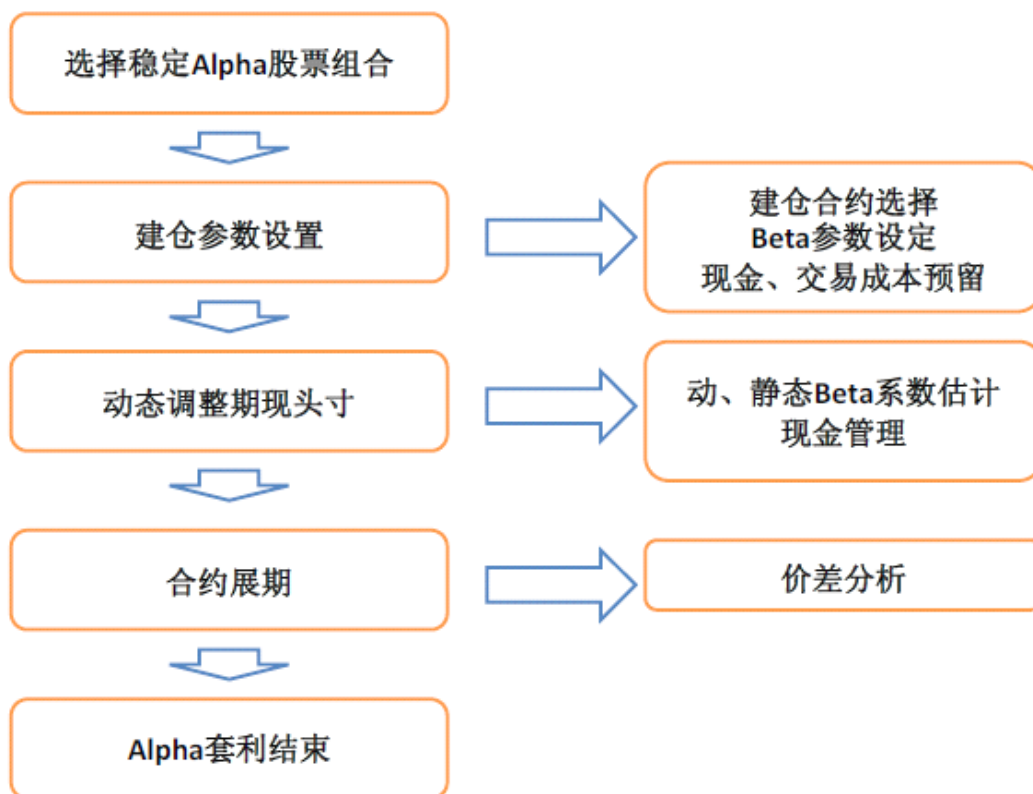 选择稳定Alpha股票组合
建仓参数设置
建仓合约选择
Beta参数设定
现金、交易成本预留
动态调整期现头寸
动、静态Beta系数估计
现金管理
合约展期
价差分析
Alpha套利结束